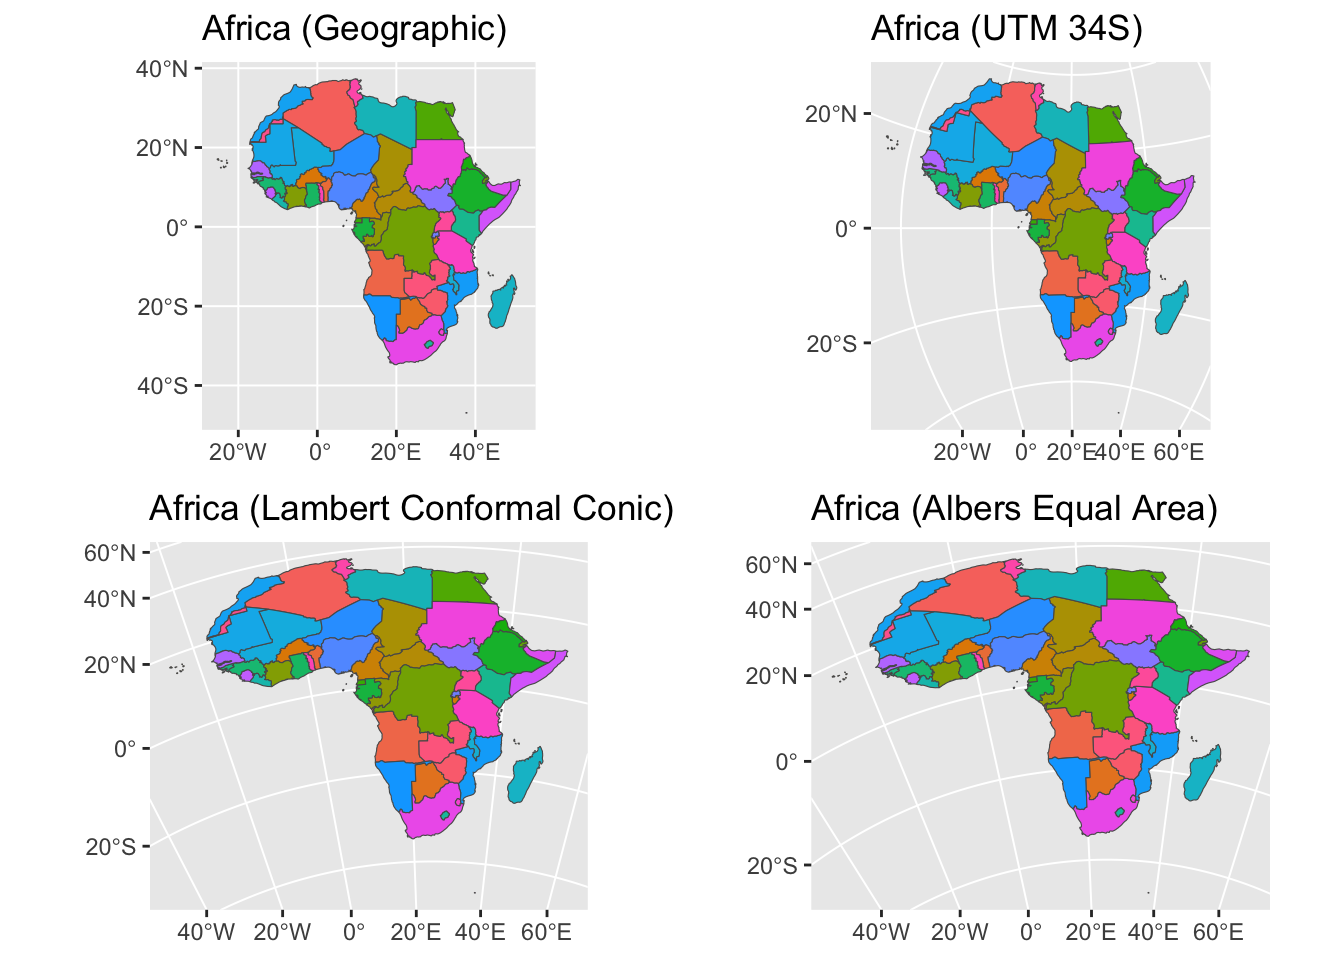 Africa (Geographic)
40°N
20°N
0°
20°S
40°S
20°W 0° 20°E 40°E
Africa (UTM 34S)
20°N
0°
20°S
20°W 0° 20°E 40°E 60°E
Africa (Lambert Conformal Conic)
60°N
40°N
20°N
0°
20°S
40°W 20°W 0° 20°E 40°E 60°E
Africa (Albers Equal Area)
60°N
40°N
20°N
0°
20°S
40°W 20°W 0° 20°E 40°E 60°E